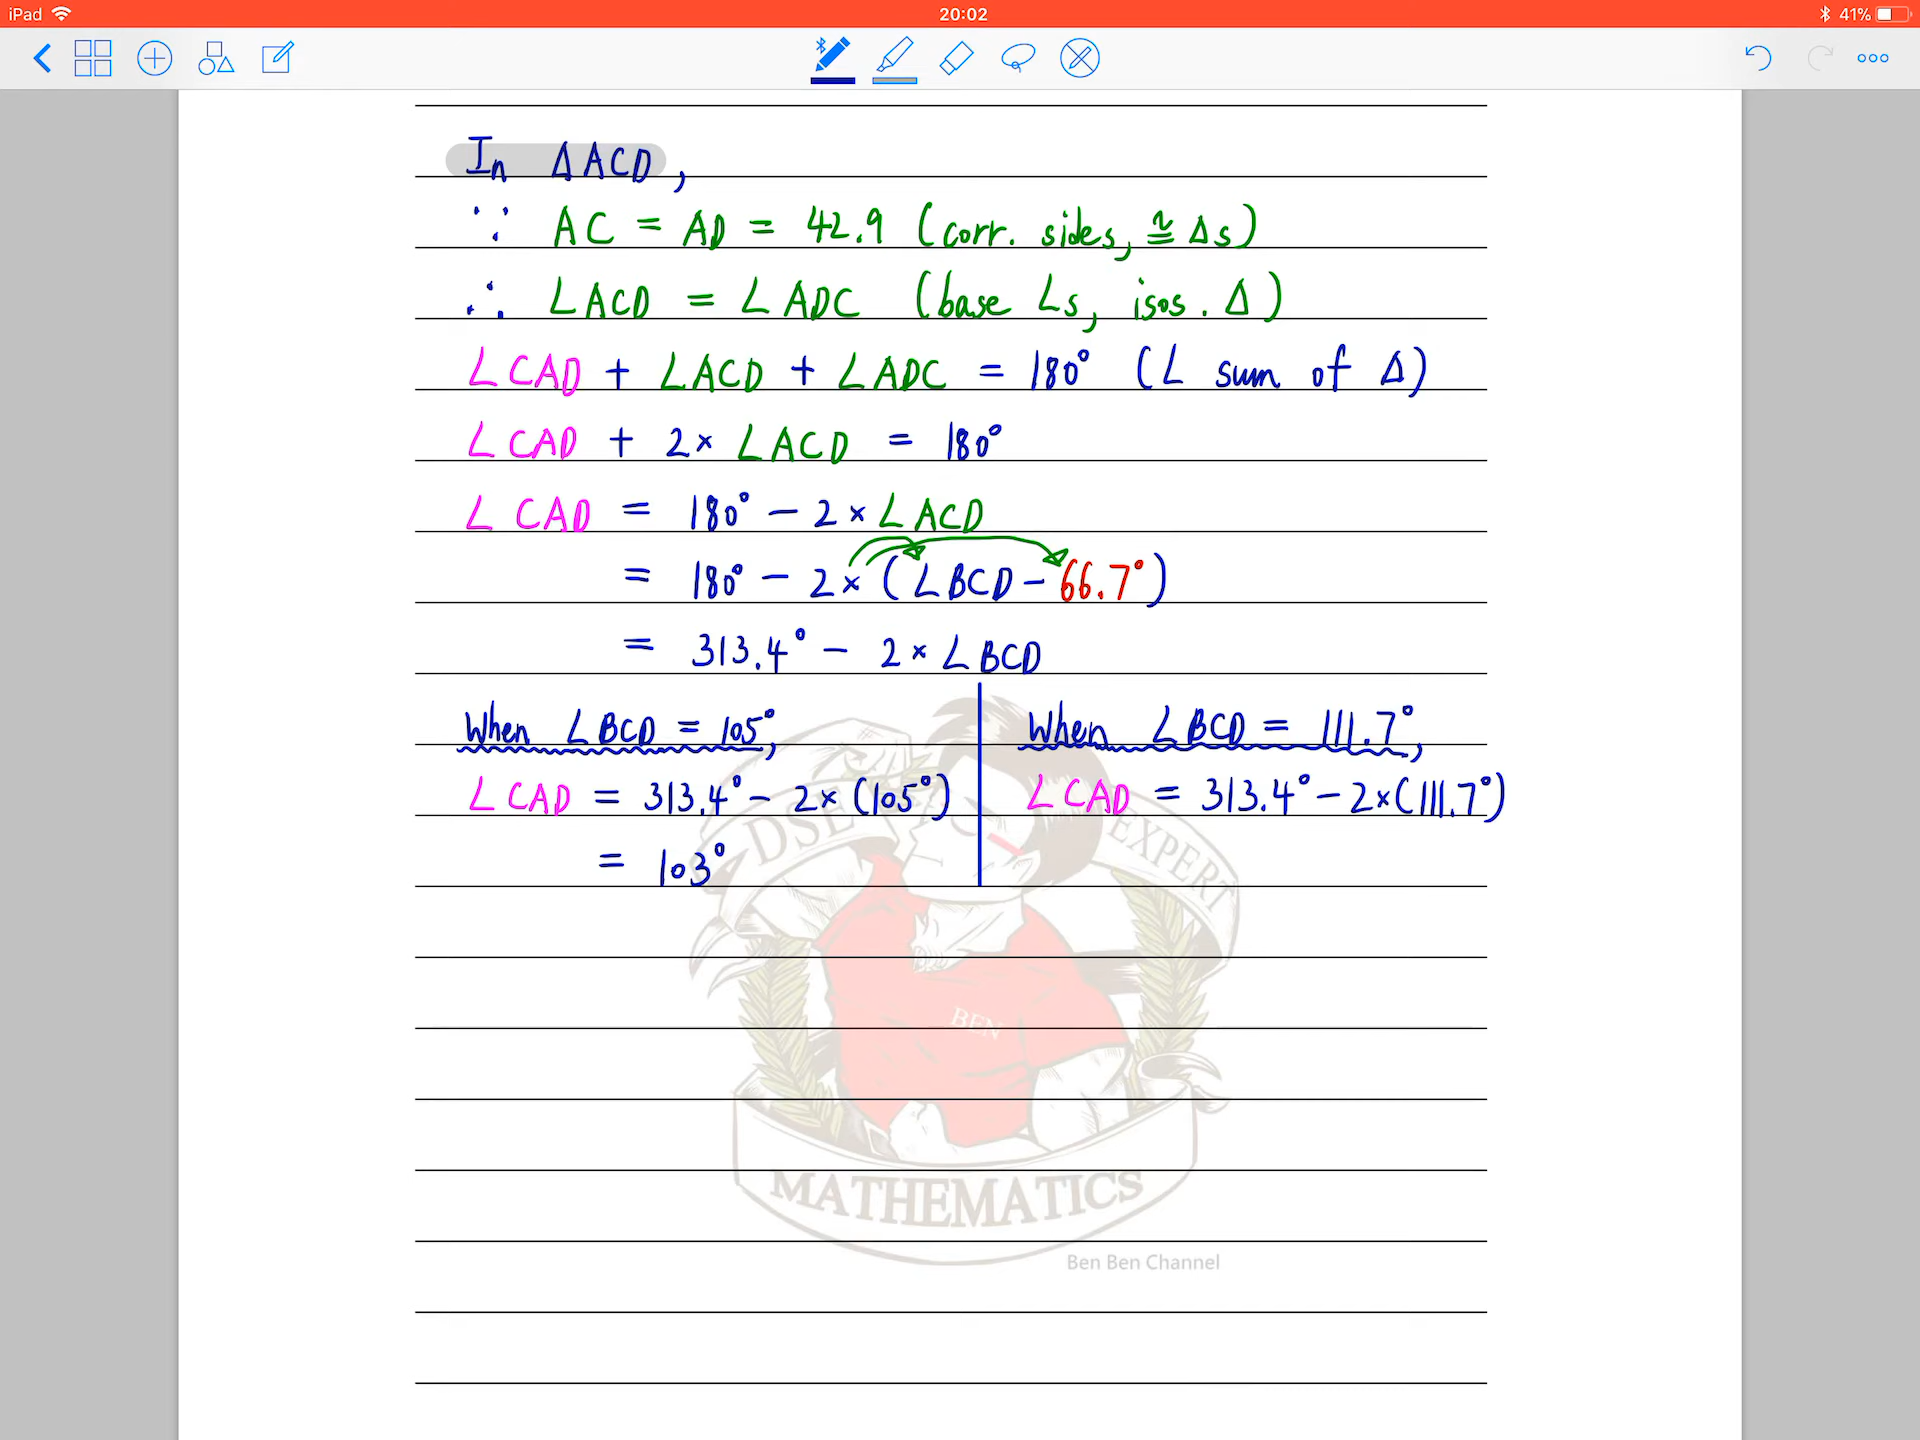 iPad 20:02 41%
In ΔACD,
∵ AC = AD = 42.9 (corr. sides, ≅ Δs)
∴ ∠ACD = ∠ADC (base ∠s, isos. Δ)
∠CAD + ∠ACD + ∠ADC = 180° (∠ sum of Δ)
∠CAD + 2× ∠ACD = 180°
∠CAD = 180° − 2 × ∠ACD
= 180° − 2 × (∠BCD − 66.7°)
= 313.4° − 2 × ∠BCD
When ∠BCD = 105°,
∠CAD = 313.4° − 2 × (105°)
= 103°
When ∠BCD = 111.7°,
∠CAD = 313.4° − 2×(111.7°)
DSE EXPERT
BEN
MATHEMATICS
Ben Ben Channel